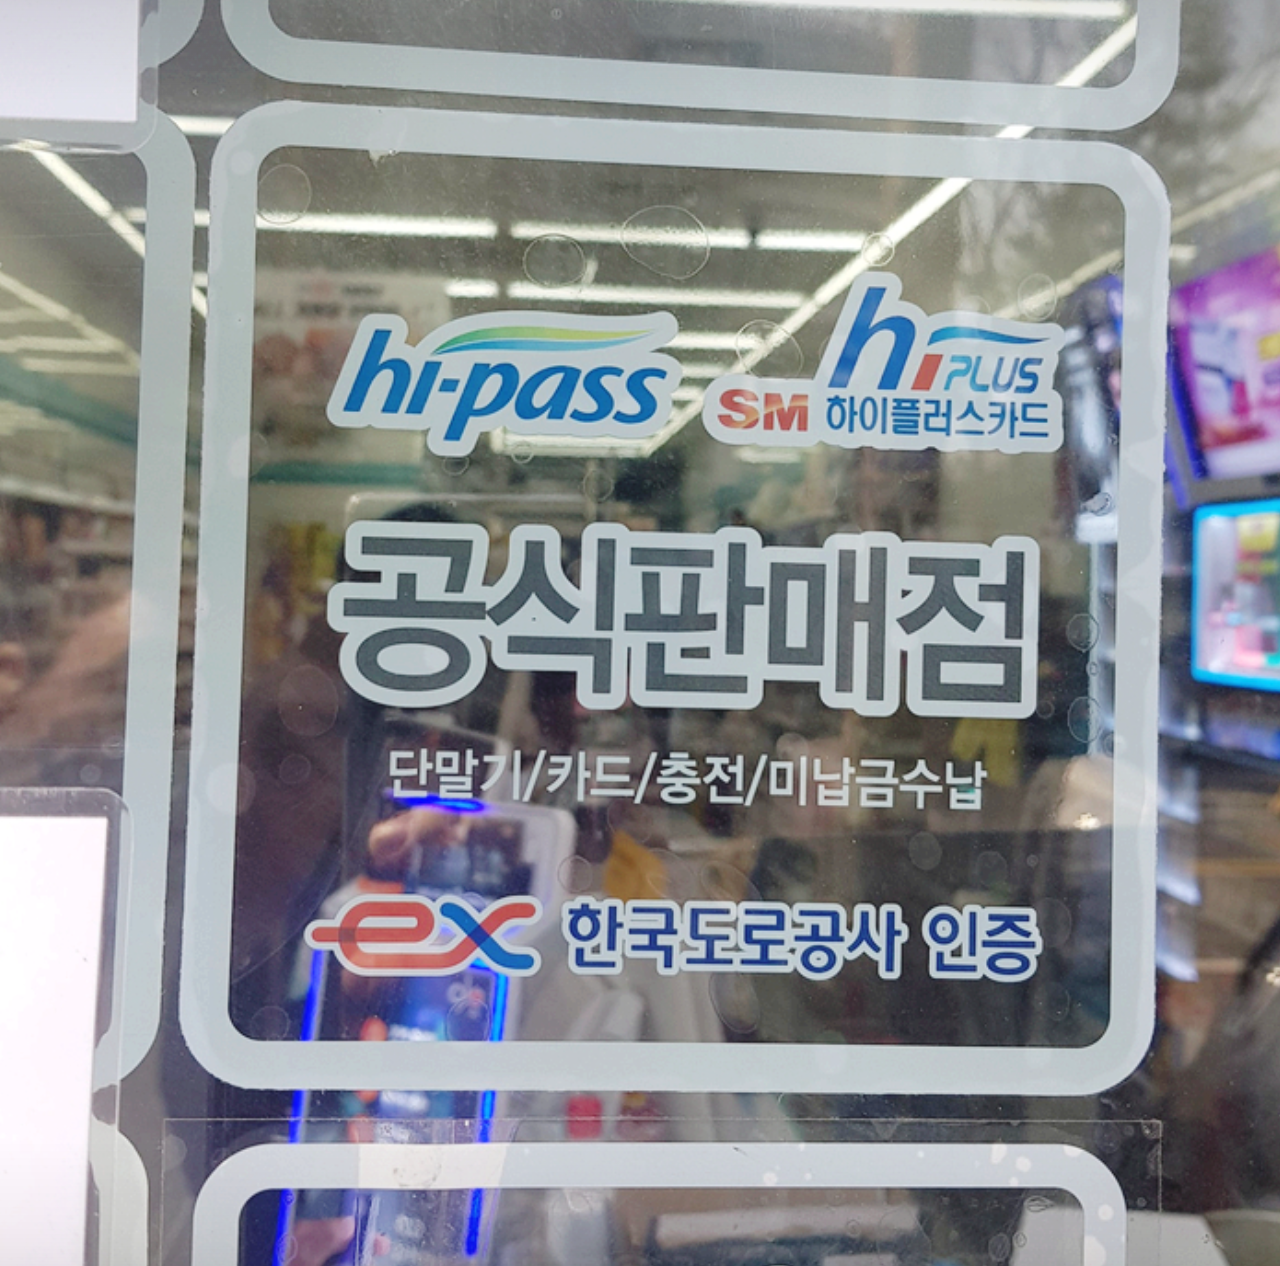 hi-pass
hi PLUS
SM 하이플러스카드
공식판매점
단말기/카드/충전/미납금수납
ex 한국도로공사 인증